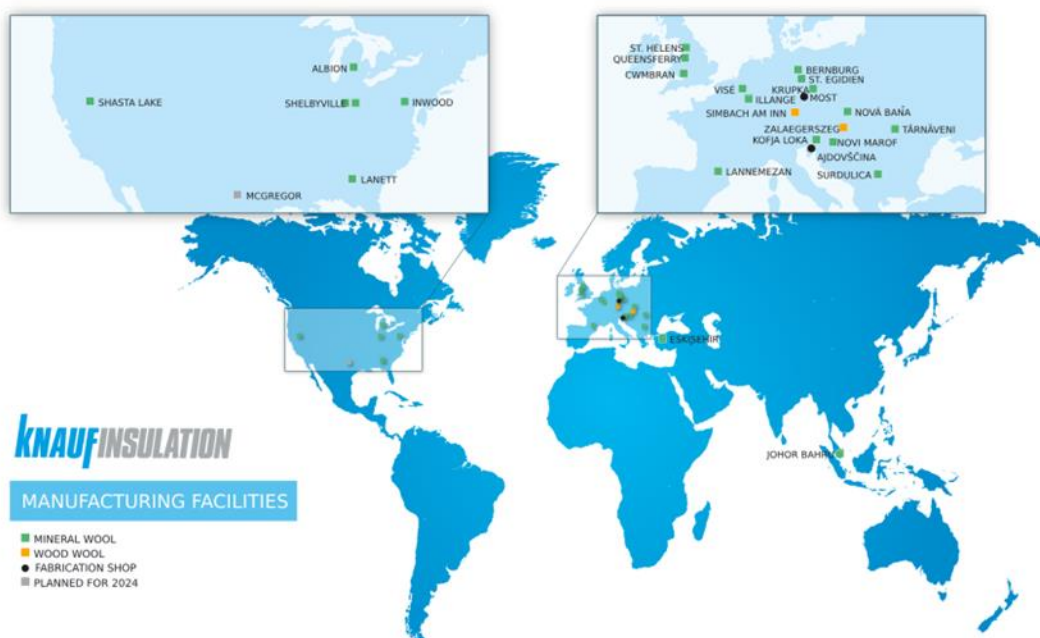 ALBION
SHASTA LAKE
SHELBYVILLE
INWOOD
LANETT
MCGREGOR
ST. HELENS
QUEENSFERRY
CWMBRAN
BERNBURG
ST. EGIDIEN
VISÉ
KRUPKA
ILLANGE
MOST
SIMBACH AM INN
NOVÁ BAŇA
ZALAEGERSZEG
TÂRNĂVENI
KOFJA LOKA
NOVI MAROF
AJDOVŠČINA
LANNEMEZAN
SURDULICA
ESKIŞEHIR
JOHOR BAHRU
KNAUFINSULATION
MANUFACTURING FACILITIES
MINERAL WOOL
WOOD WOOL
FABRICATION SHOP
PLANNED FOR 2024